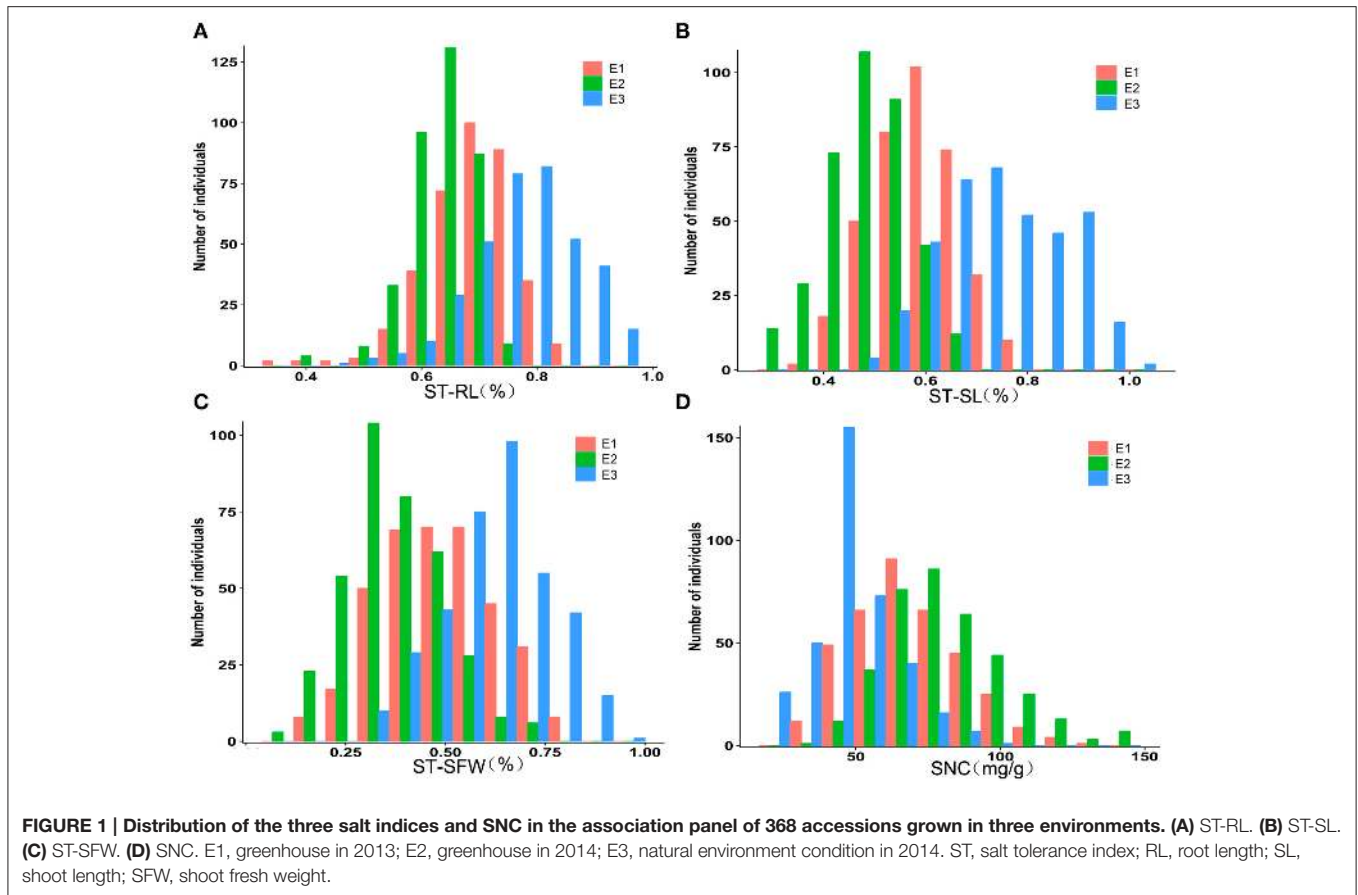 A
Number of individuals
125
100
75
50
25
0
0.4 0.6 0.8 1.0
ST-RL(%)
E1
E2
E3
B
Number of individuals
100
75
50
25
0
0.4 0.6 0.8 1.0
ST-SL(%)
E1
E2
E3
C
Number of individuals
100
75
50
25
0
0.25 0.50 0.75 1.00
ST-SFW(%)
E1
E2
E3
D
Number of individuals
150
100
50
0
50 100 150
SNC(mg/g)
E1
E2
E3
FIGURE 1 | Distribution of the three salt indices and SNC in the association panel of 368 accessions grown in three environments. (A) ST-RL. (B) ST-SL.
(C) ST-SFW. (D) SNC. E1, greenhouse in 2013; E2, greenhouse in 2014; E3, natural environment condition in 2014. ST, salt tolerance index; RL, root length; SL,
shoot length; SFW, shoot fresh weight.